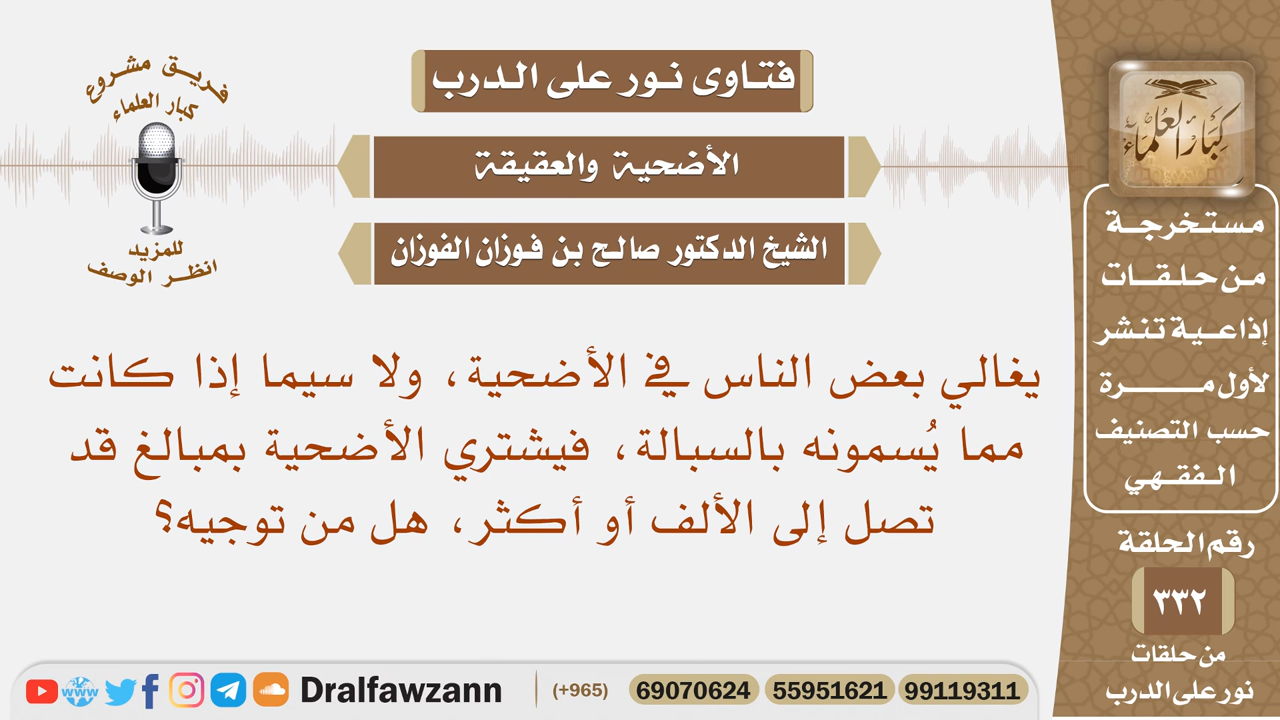 فتاوى نور على الدرب
الأضحية والعقيقة
الشيخ الدكتور صالح بن فوزان الفوزان
فريق مشروع
كبار العلماء
للمزيد
انظر الوصف
يغالي بعض الناس في الأضحية، ولا سيما إذا كانت
مما يُسمونه بالسبالة، فيشتري الأضحية بمبالغ قد
تصل إلى الألف أو أكثر، هل من توجيه؟
كبار العلماء
مستخرجة
من حلقات
إذاعية تنشر
لأول مرة
حسب التصنيف
الفقهي
رقم الحلقة
٣٣٢
من حلقات
نور على الدرب
www
Dralfawzann
(+965)
69070624
55951621
99119311